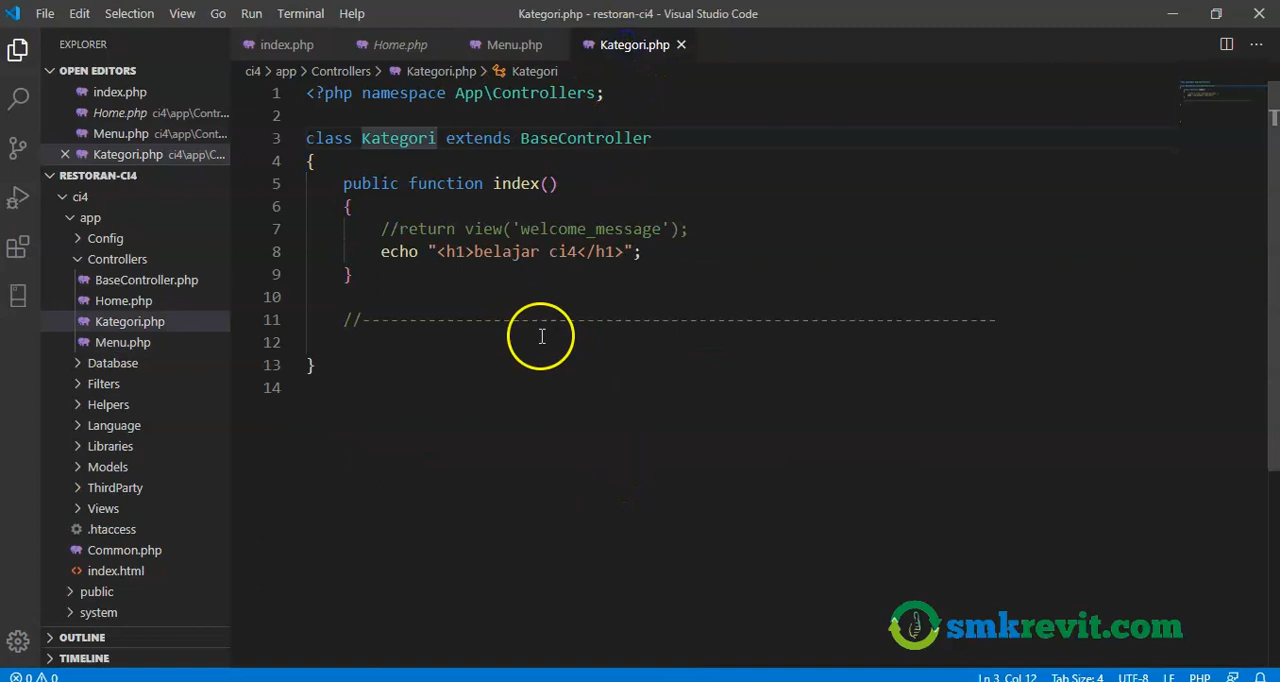 File Edit Selection View Go Run Terminal Help Kategori.php - restoran-ci4 - Visual Studio Code
EXPLORER
OPEN EDITORS
index.php
Home.php ci4\app\Contr...
Menu.php ci4\app\Cont...
Kategori.php ci4\app\C...
RESTORAN-CI4
ci4
app
Config
Controllers
BaseController.php
Home.php
Kategori.php
Menu.php
Database
Filters
Helpers
Language
Libraries
Models
ThirdParty
Views
.htaccess
Common.php
index.html
public
system
OUTLINE
TIMELINE
index.php Home.php Menu.php Kategori.php
ci4 > app > Controllers > Kategori.php > Kategori
1 <?php namespace App\Controllers;
2
3 class Kategori extends BaseController
4 {
5 public function index()
6 {
7 //return view('welcome_message');
8 echo "<h1>belajar ci4</h1>";
9 }
10
11 //--------------------------------------------------------------------
12
13 }
14
smkrevit.com
0 0 Ln 3, Col 12 Tab Size: 4 UTF-8 LF PHP